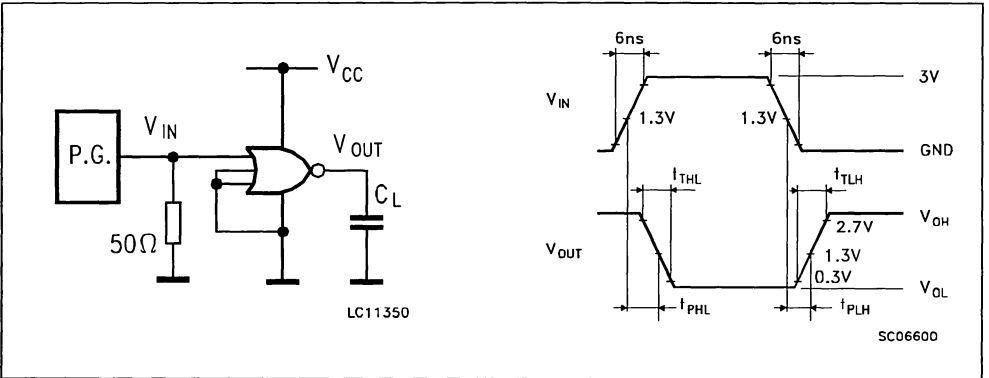 V_CC
V_IN
P.G.
V_OUT
C_L
50Ω
LC11350
6ns 6ns
3V
V_IN
1.3V 1.3V
GND
t_THL t_TLH
V_OH
2.7V
V_OUT
1.3V
0.3V
V_OL
t_PHL t_PLH
SC06600